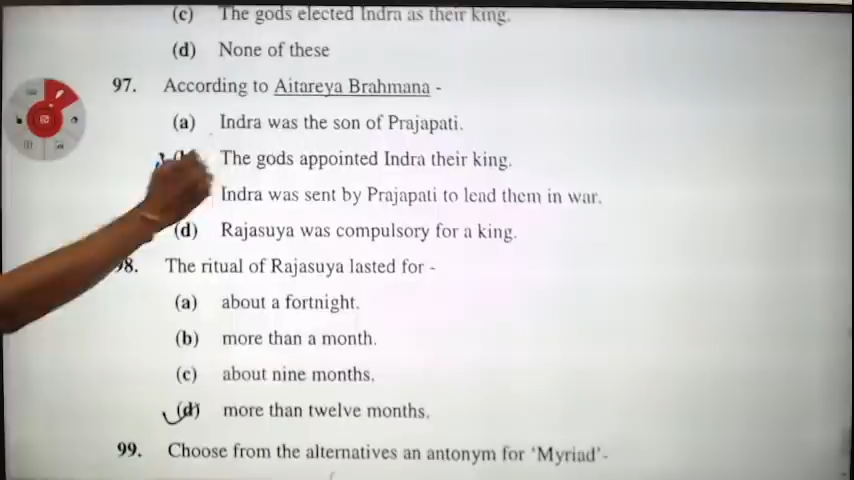 (c) The gods elected Indra as their king.
(d) None of these
97. According to Aitareya Brahmana -
(a) Indra was the son of Prajapati.
The gods appointed Indra their king.
Indra was sent by Prajapati to lead them in war.
(d) Rajasuya was compulsory for a king.
98. The ritual of Rajasuya lasted for -
(a) about a fortnight.
(b) more than a month.
(c) about nine months.
(d) more than twelve months.
99. Choose from the alternatives an antonym for ‘Myriad’-